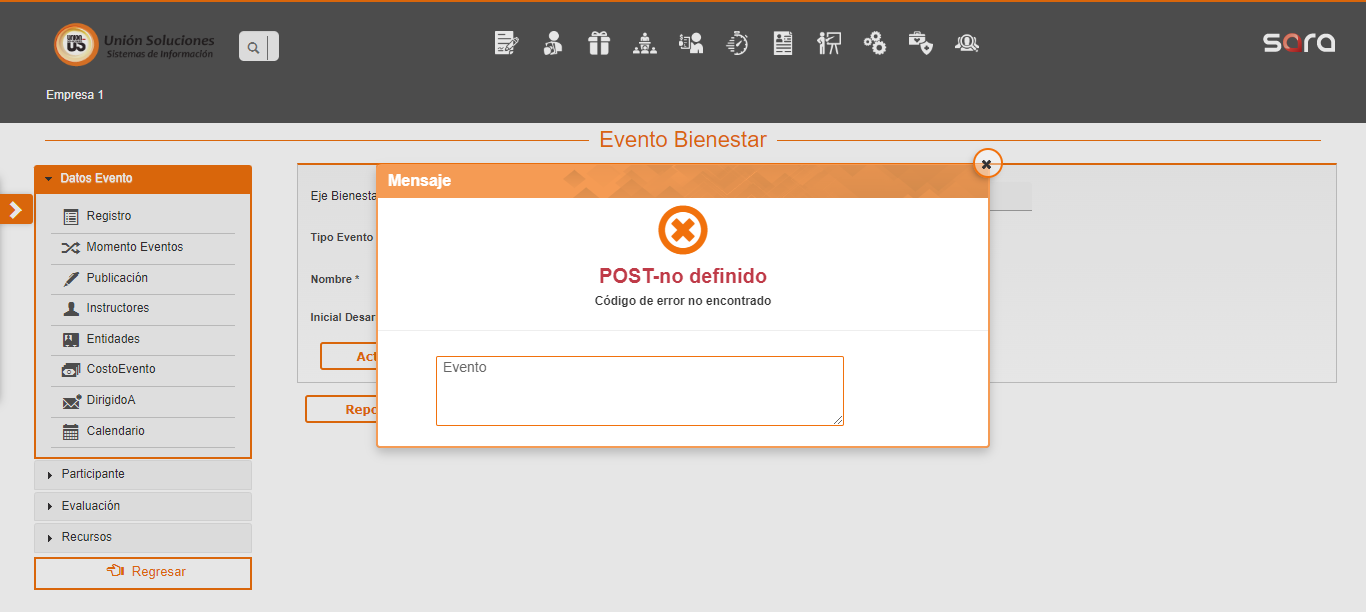 UNION
US
Unión Soluciones
Sistemas de Información
sara
Empresa 1
Evento Bienestar
Datos Evento
Registro
Momento Eventos
Publicación
Instructores
Entidades
CostoEvento
DirigidoA
Calendario
Participante
Evaluación
Recursos
Regresar
Eje Bienesta
Tipo Evento
Nombre *
Inicial Desar
Act
Repo
Mensaje
POST-no definido
Código de error no encontrado
Evento